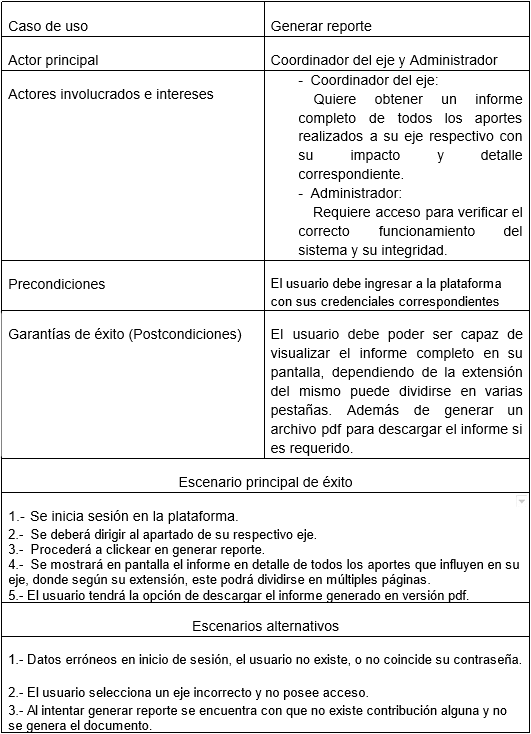 Caso de uso
Generar reporte
Actor principal
Coordinador del eje y Administrador
Actores involucrados e intereses
- Coordinador del eje:
Quiere obtener un informe
completo de todos los aportes
realizados a su eje respectivo con
su impacto y detalle
correspondiente.
- Administrador:
Requiere acceso para verificar el
correcto funcionamiento del
sistema y su integridad.
Precondiciones
El usuario debe ingresar a la plataforma
con sus credenciales correspondientes
Garantías de éxito (Postcondiciones)
El usuario debe poder ser capaz de
visualizar el informe completo en su
pantalla, dependiendo de la extensión
del mismo puede dividirse en varias
pestañas. Además de generar un
archivo pdf para descargar el informe si
es requerido.
Escenario principal de éxito
1.- Se inicia sesión en la plataforma.
2.- Se deberá dirigir al apartado de su respectivo eje.
3.- Procederá a clickear en generar reporte.
4.- Se mostrará en pantalla el informe en detalle de todos los aportes que influyen en su
eje, donde según su extensión, este podrá dividirse en múltiples páginas.
5.- El usuario tendrá la opción de descargar el informe generado en versión pdf.
Escenarios alternativos
1.- Datos erróneos en inicio de sesión, el usuario no existe, o no coincide su contraseña.
2.- El usuario selecciona un eje incorrecto y no posee acceso.
3.- Al intentar generar reporte se encuentra con que no existe contribución alguna y no
se genera el documento.